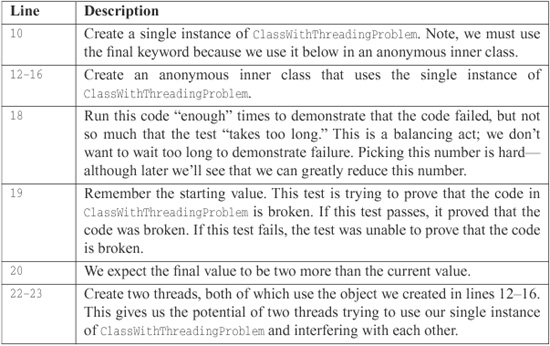 Line Description
10 Create a single instance of ClassWithThreadingProblem. Note, we must use
the final keyword because we use it below in an anonymous inner class.
12–16 Create an anonymous inner class that uses the single instance of
ClassWithThreadingProblem.
18 Run this code “enough” times to demonstrate that the code failed, but not
so much that the test “takes too long.” This is a balancing act; we don’t
want to wait too long to demonstrate failure. Picking this number is hard—
although later we’ll see that we can greatly reduce this number.
19 Remember the starting value. This test is trying to prove that the code in
ClassWithThreadingProblem is broken. If this test passes, it proved that the
code was broken. If this test fails, the test was unable to prove that the code
is broken.
20 We expect the final value to be two more than the current value.
22–23 Create two threads, both of which use the object we created in lines 12–16.
This gives us the potential of two threads trying to use our single instance
of ClassWithThreadingProblem and interfering with each other.